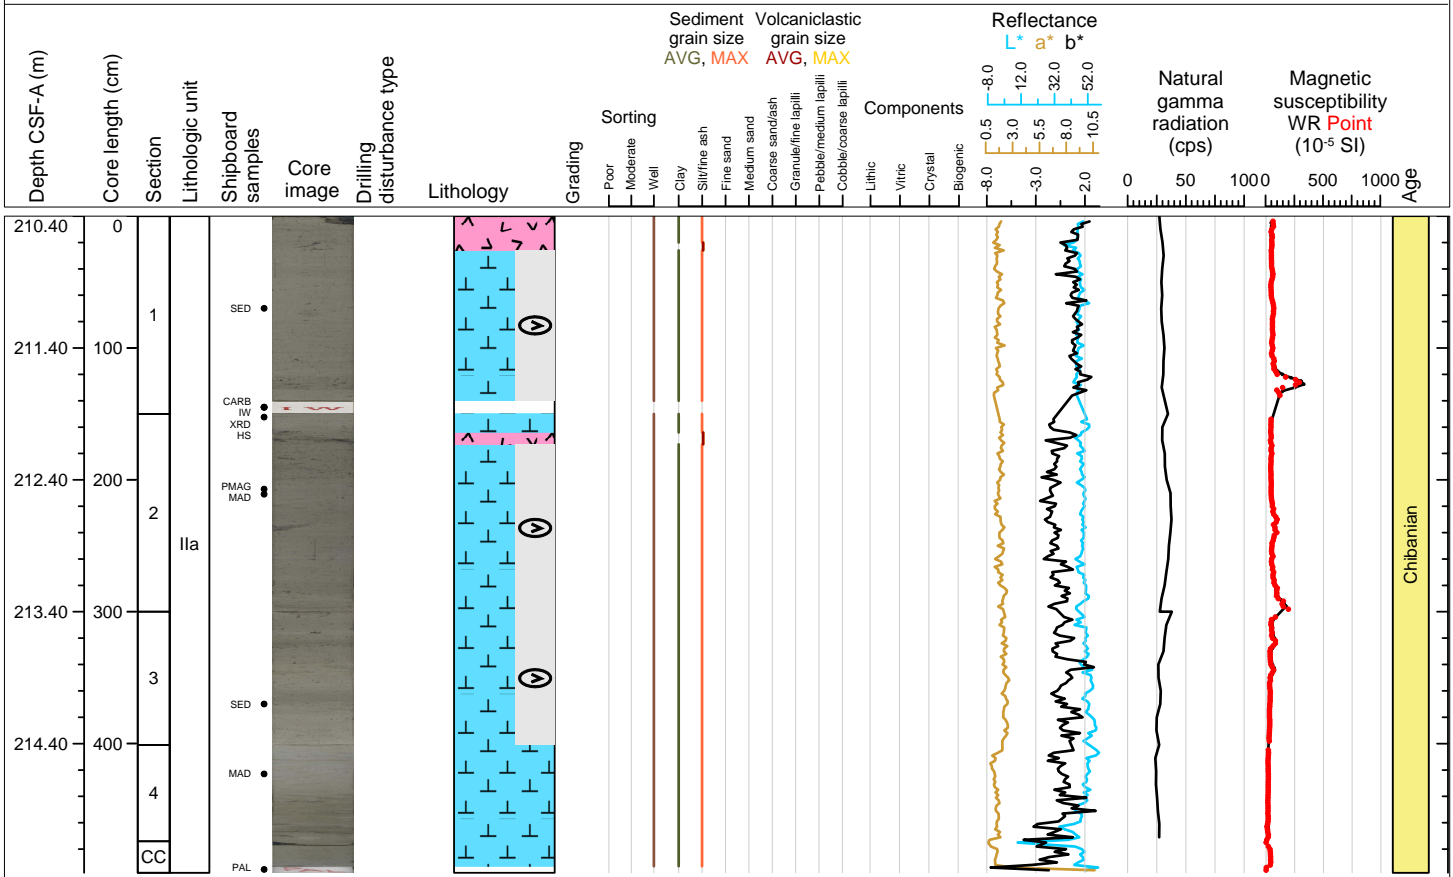 Depth CSF-A (m)
Core length (cm)
Section
Lithologic unit
Shipboard
samples
Core
image
Drilling
disturbance type
Lithology
Grading
Sorting
Poor
Moderate
Well
Sediment
grain size
AVG, MAX
Volcaniclastic
grain size
AVG, MAX
Clay
Silt/fine ash
Fine sand
Medium sand
Coarse sand/ash
Granule/fine lapilli
Pebble/medium lapilli
Cobble/coarse lapilli
Components
Lithic
Vitric
Crystal
Biogenic
Reflectance
L* a* b*
-8.0 12.0 32.0 52.0
0.5 3.0 5.5 8.0 10.5
-8.0 -3.0 2.0
Natural
gamma
radiation
(cps)
0 50 100
Magnetic
susceptibility
WR Point
(10-5 SI)
0 500 1000
Age
210.40
211.40
212.40
213.40
214.40
0
100
200
300
400
1
2
3
4
CC
IIa
SED
CARB
IW
XRD
HS
PMAG
MAD
SED
MAD
PAL
Chibanian